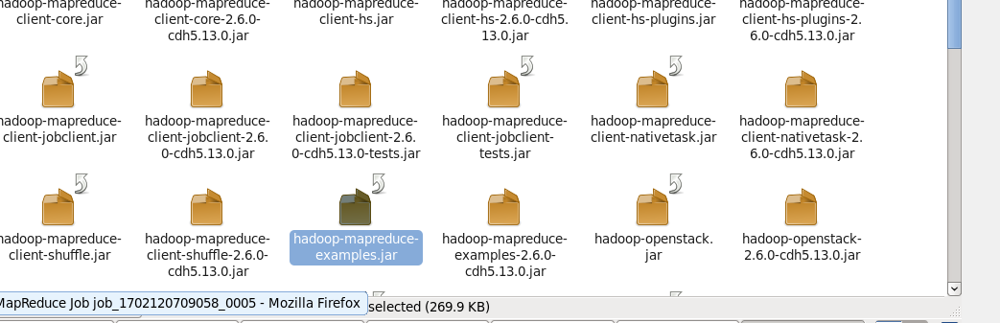 hadoop-mapreduce- hadoop-mapreduce- hadoop-mapreduce- hadoop-mapreduce- hadoop-mapreduce- hadoop-mapreduce-
client-core.jar client-core-2.6.0- client-hs.jar client-hs-2.6.0-cdh5. client-hs-plugins.jar client-hs-plugins-2.
cdh5.13.0.jar 13.0.jar 6.0-cdh5.13.0.jar
hadoop-mapreduce- hadoop-mapreduce- hadoop-mapreduce- hadoop-mapreduce- hadoop-mapreduce- hadoop-mapreduce-
client-jobclient.jar client-jobclient-2.6. client-jobclient-2.6. client-jobclient- client-nativetask.jar client-nativetask-2.
0-cdh5.13.0.jar 0-cdh5.13.0-tests.jar tests.jar 6.0-cdh5.13.0.jar
hadoop-mapreduce- hadoop-mapreduce- hadoop-mapreduce- hadoop-mapreduce- hadoop-openstack. hadoop-openstack-
client-shuffle.jar client-shuffle-2.6.0- examples.jar examples-2.6.0- jar 2.6.0-cdh5.13.0.jar
cdh5.13.0.jar cdh5.13.0.jar
MapReduce Job job_1702120709058_0005 - Mozilla Firefox selected (269.9 KB)